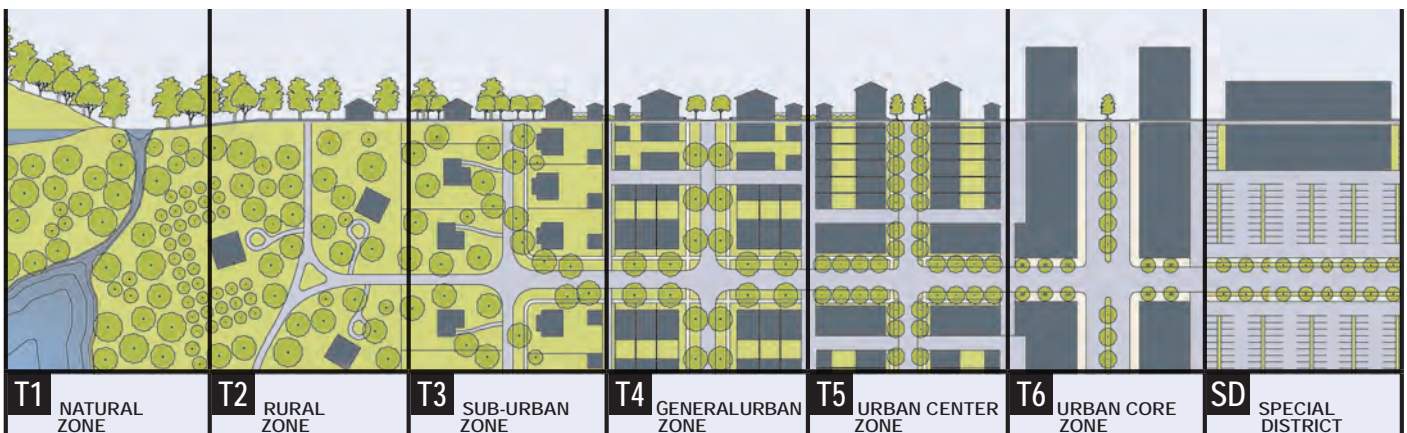 T1 NATURAL
ZONE
T2 RURAL
ZONE
T3 SUB-URBAN
ZONE
T4 GENERALURBAN
ZONE
T5 URBAN CENTER
ZONE
T6 URBAN CORE
ZONE
SD SPECIAL
DISTRICT